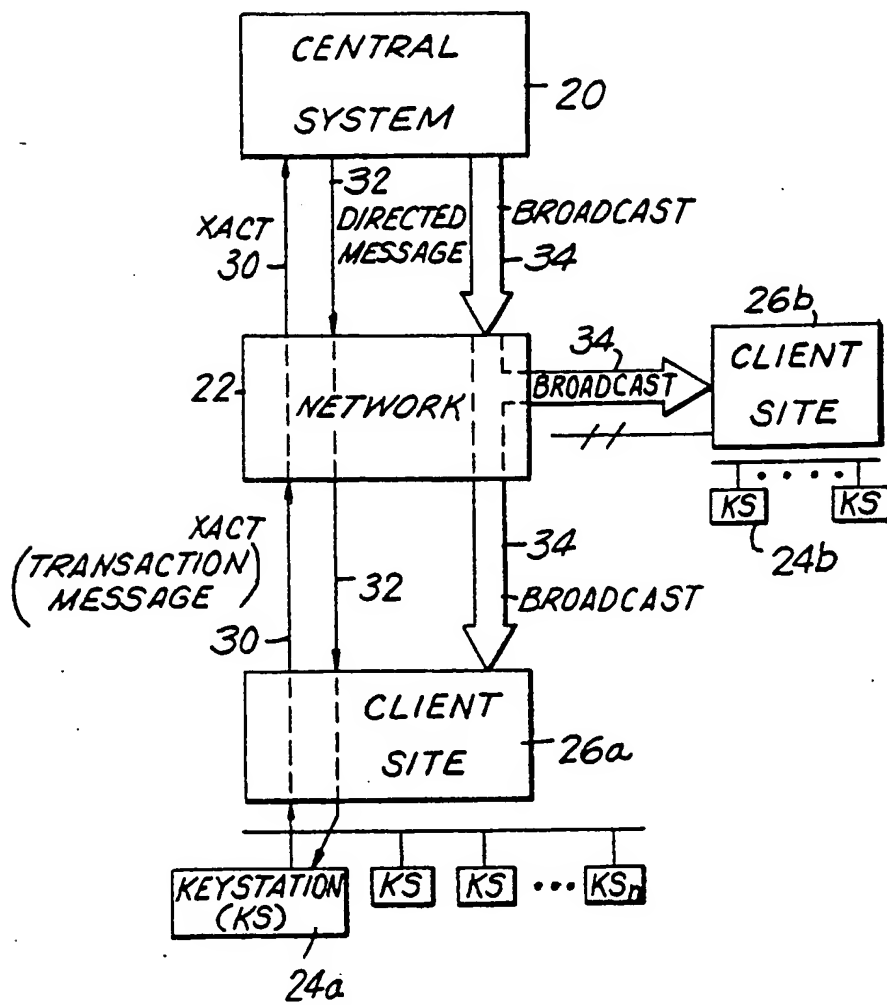 CENTRAL
SYSTEM
20
XACT
30
32
DIRECTED
MESSAGE
BROADCAST
34
22
NETWORK
34
BROADCAST
26b
CLIENT
SITE
KS
KS
24b
XACT
(TRANSACTION
MESSAGE)
30
32
34
BROADCAST
CLIENT
SITE
26a
KEYSTATION
(KS)
KS
KS
KSn
24a